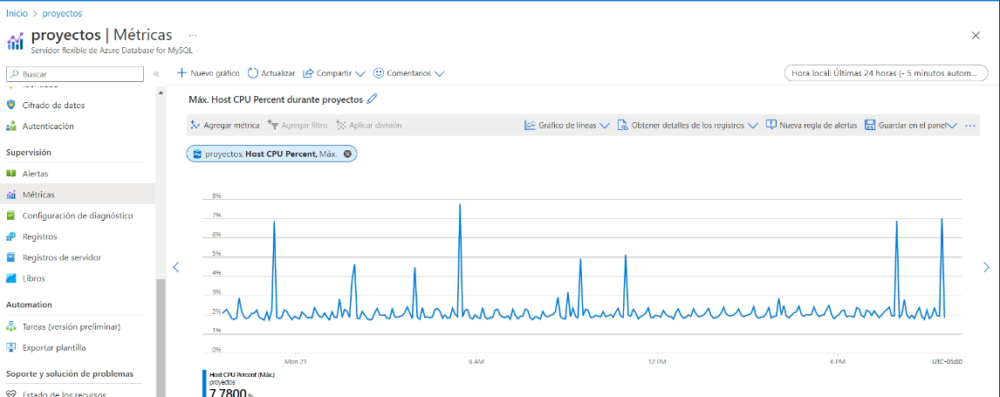 Inicio > proyectos
proyectos | Métricas ...
Servidor flexible de Azure Database for MySQL
Buscar
«
Nuevo gráfico
Actualizar
Compartir
Comentarios
Hora local: Últimas 24 horas (- 5 minutos autom...
Identidad
Cifrado de datos
Autenticación
Supervisión
Alertas
Métricas
Configuración de diagnóstico
Registros
Registros de servidor
Libros
Automation
Tareas (versión preliminar)
Exportar plantilla
Soporte y solución de problemas
Estado de los recursos
Máx. Host CPU Percent durante proyectos
Agregar métrica
Agregar filtro
Aplicar división
Gráfico de líneas
Obtener detalles de los registros
Nueva regla de alertas
Guardar en el panel
...
proyectos, Host CPU Percent, Máx.
8%
7%
6%
5%
4%
3%
2%
1%
0%
Mon 21
6 AM
12 PM
6 PM
UTC-05:00
Host CPU Percent (Máx.)
proyectos
7.7800 %